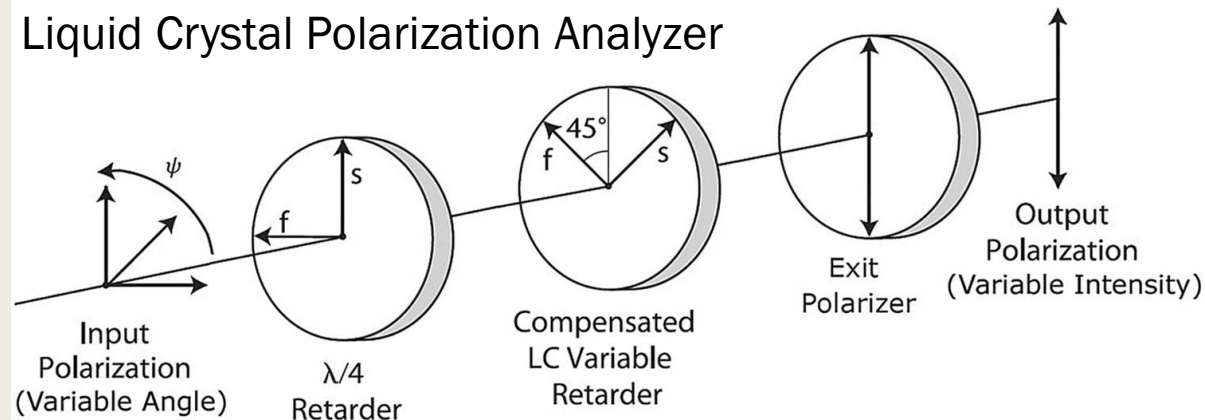 Liquid Crystal Polarization Analyzer
ψ
Input
Polarization
(Variable Angle)
f
s
λ/4
Retarder
45°
f
s
Compensated
LC Variable
Retarder
Exit
Polarizer
Output
Polarization
(Variable Intensity)